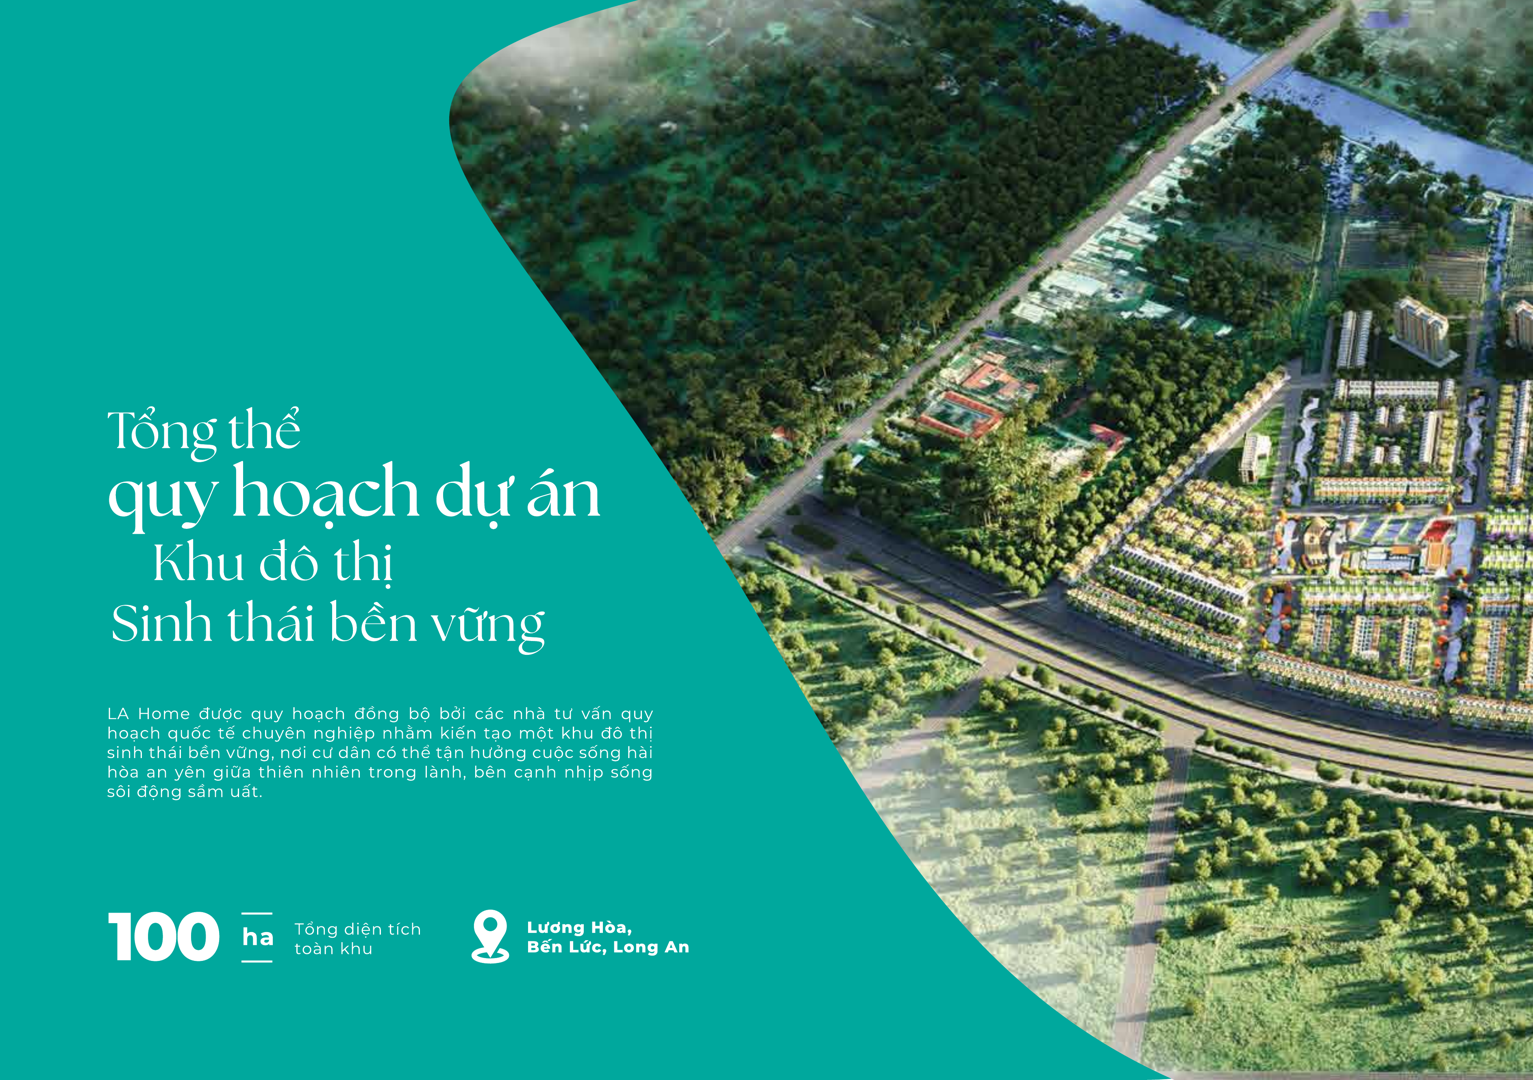 Tổng thể
quy hoạch dự án
Khu đô thị
Sinh thái bền vững
LA Home được quy hoạch đồng bộ bởi các nhà tư vấn quy
hoạch quốc tế chuyên nghiệp nhằm kiến tạo một khu đô thị
sinh thái bền vững, nơi cư dân có thể tận hưởng cuộc sống hài
hòa an yên giữa thiên nhiên trong lành, bên cạnh nhịp sống
sôi động sầm uất.
100 ha Tổng diện tích
toàn khu
Lương Hòa,
Bến Lức, Long An